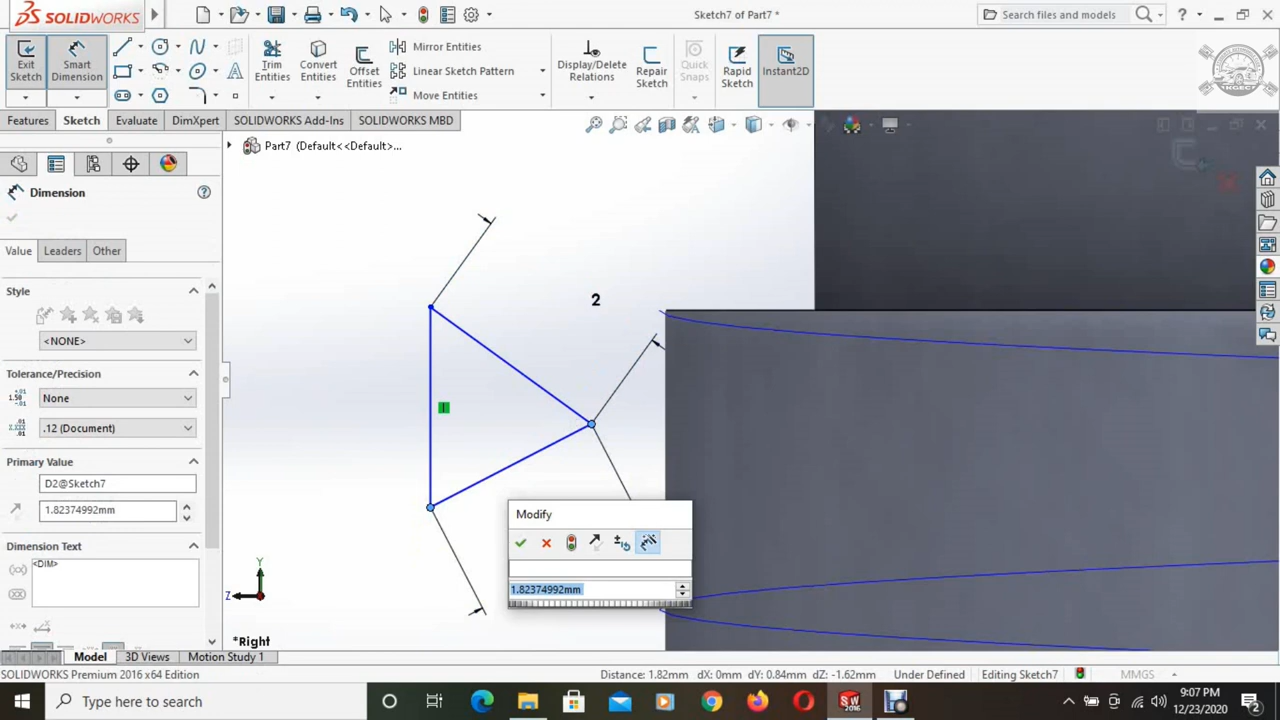 SOLIDWORKS
Sketch7 of Part7 *
Search files and models
?
Exit Sketch
Smart Dimension
Trim Entities
Convert Entities
Offset Entities
Mirror Entities
Linear Sketch Pattern
Move Entities
Display/Delete Relations
Repair Sketch
Quick Snaps
Rapid Sketch
Instant2D
KGEC
Features
Sketch
Evaluate
DimXpert
SOLIDWORKS Add-Ins
SOLIDWORKS MBD
Part7 (Default<<Default>...
Dimension
Value
Leaders
Other
Style
<NONE>
Tolerance/Precision
None
.12 (Document)
Primary Value
D2@Sketch7
1.82374992mm
Dimension Text
<DIM>
2
Modify
1.82374992mm
Y
Z
*Right
Model
3D Views
Motion Study 1
SOLIDWORKS Premium 2016 x64 Edition
Distance: 1.82mm
dX: 0mm dY: 0.84mm dZ: -1.62mm
Under Defined
Editing Sketch7
MMGS
Type here to search
9:07 PM
12/23/2020